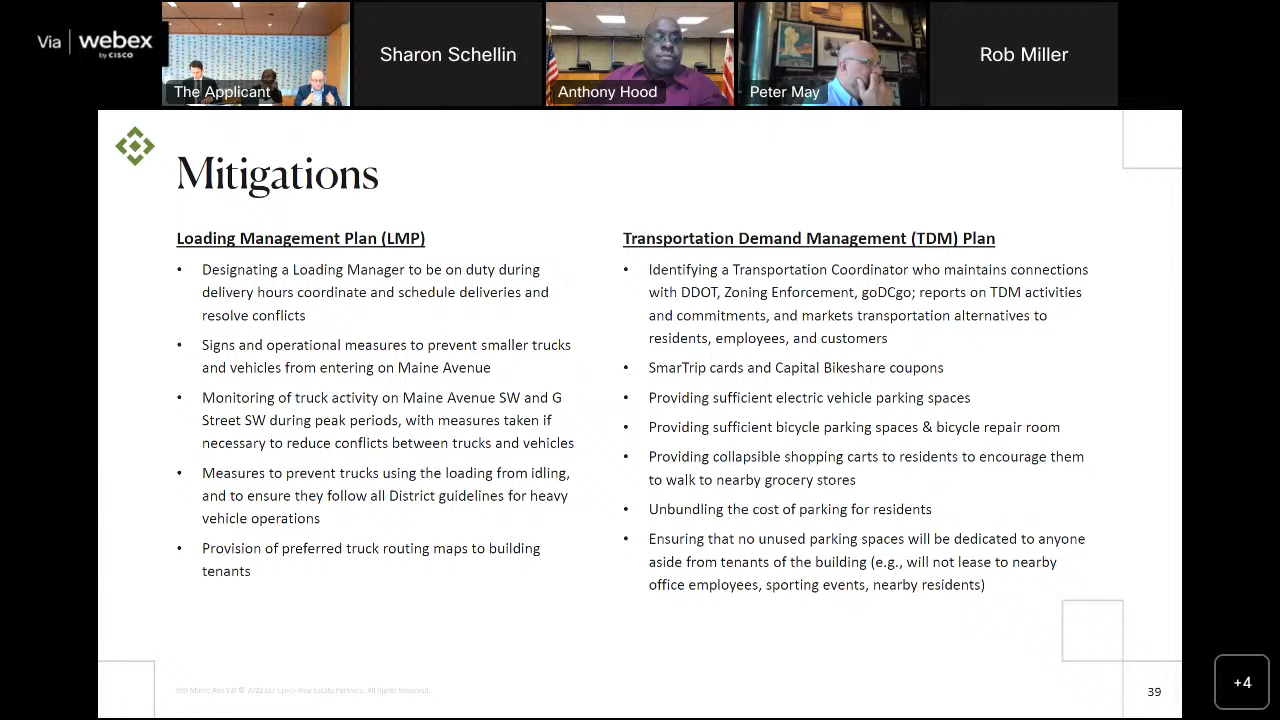 Via | webex
by CISCO
The Applicant
Sharon Schellin
Anthony Hood
Peter May
Rob Miller
Mitigations
Loading Management Plan (LMP)
• Designating a Loading Manager to be on duty during
delivery hours coordinate and schedule deliveries and
resolve conflicts
• Signs and operational measures to prevent smaller trucks
and vehicles from entering on Maine Avenue
• Monitoring of truck activity on Maine Avenue SW and G
Street SW during peak periods, with measures taken if
necessary to reduce conflicts between trucks and vehicles
• Measures to prevent trucks using the loading from idling,
and to ensure they follow all District guidelines for heavy
vehicle operations
• Provision of preferred truck routing maps to building
tenants
Transportation Demand Management (TDM) Plan
• Identifying a Transportation Coordinator who maintains connections
with DDOT, Zoning Enforcement, goDCgo; reports on TDM activities
and commitments, and markets transportation alternatives to
residents, employees, and customers
• SmarTrip cards and Capital Bikeshare coupons
• Providing sufficient electric vehicle parking spaces
• Providing sufficient bicycle parking spaces & bicycle repair room
• Providing collapsible shopping carts to residents to encourage them
to walk to nearby grocery stores
• Unbundling the cost of parking for residents
• Ensuring that no unused parking spaces will be dedicated to anyone
aside from tenants of the building (e.g., will not lease to nearby
office employees, sporting events, nearby residents)
Maine Ave SW © Lynch Real Estate Partners. All Rights Reserved.
39
+4